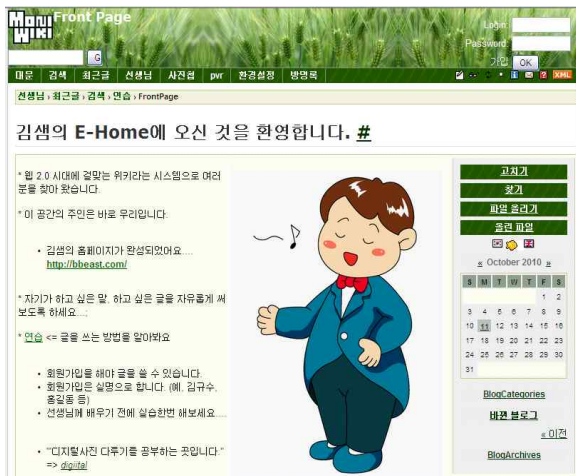 MONI WIKI
Front Page
Login:
Password:
가입 OK
G
대문 검색 최근글 선생님 사진첩 pvr 환경설정 방명록
XML
선생님 › 최근글 › 검색 › 연습 › FrontPage
김샘의 E-Home에 오신 것을 환영합니다. #
* 웹 2.0 시대에 걸맞는 위키라는 시스템으로 여러
분을 찾아 왔습니다.
* 이 공간의 주인은 바로 우리입니다.
• 김샘의 홈페이지가 완성되었어요....
http://bbeast.com/
* 자기가 하고 싶은 말, 하고 싶은 글을 자유롭게 써
보도록 하세요...;
* 연습 <= 글을 쓰는 방법을 알아봐요
• 회원가입을 해야 글을 쓸 수 있습니다.
• 회원가입은 실명으로 합니다. (예, 김규수,
홍길동 등)
• 선생님께 배우기 전에 실습한번 해보세요....
• "디지털사진 다루기를 공부하는 곳입니다."
=> digiital
고치기
찾기
파일 올리기
올린 파일
« October 2010 »
S M T W T F S
1 2
3 4 5 6 7 8 9
10 11 12 13 14 15 16
17 18 19 20 21 22 23
24 25 26 27 28 29 30
31
BlogCategories
바뀐 블로그
« 이전
BlogArchives